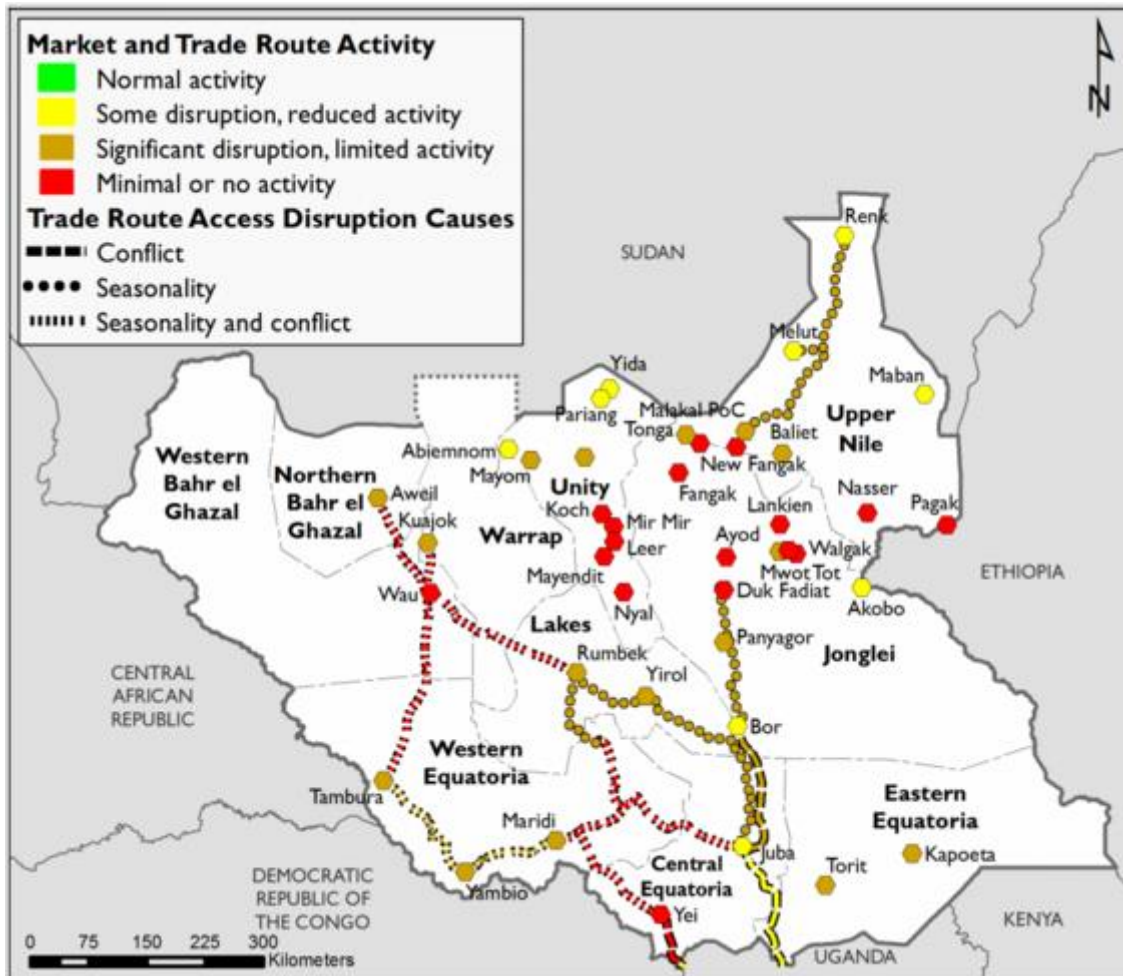 Market and Trade Route Activity
Normal activity
Some disruption, reduced activity
Significant disruption, limited activity
Minimal or no activity
Trade Route Access Disruption Causes
Conflict
Seasonality
Seasonality and conflict
N
SUDAN
Renk
Melut
Yida
Maban
Pariang
Malakal PoC
Upper
Nile
Tonga
Baliet
Abiemnom
Western
Bahr el
Ghazal
Northern
Bahr el
Ghazal
Mayom
New Fangak
Unity
Aweil
Fangak
Nasser
Pagak
Kuajok
Koch
Lankien
Warrap
Mir Mir
Leer
Ayod
Walgak
Mayendit
Mwot Tot
ETHIOPIA
Wau
Nyal
Duk Fadiat
Akobo
Lakes
Panyagor
Jonglei
Rumbek
Yirol
CENTRAL
AFRICAN
REPUBLIC
Bor
Western
Equatoria
Tambura
Eastern
Equatoria
Maridi
Juba
Kapoeta
Torit
Central
Equatoria
DEMOCRATIC
REPUBLIC OF
THE CONGO
Yambio
Yei
KENYA
UGANDA
0 75 150 225 300
Kilometers